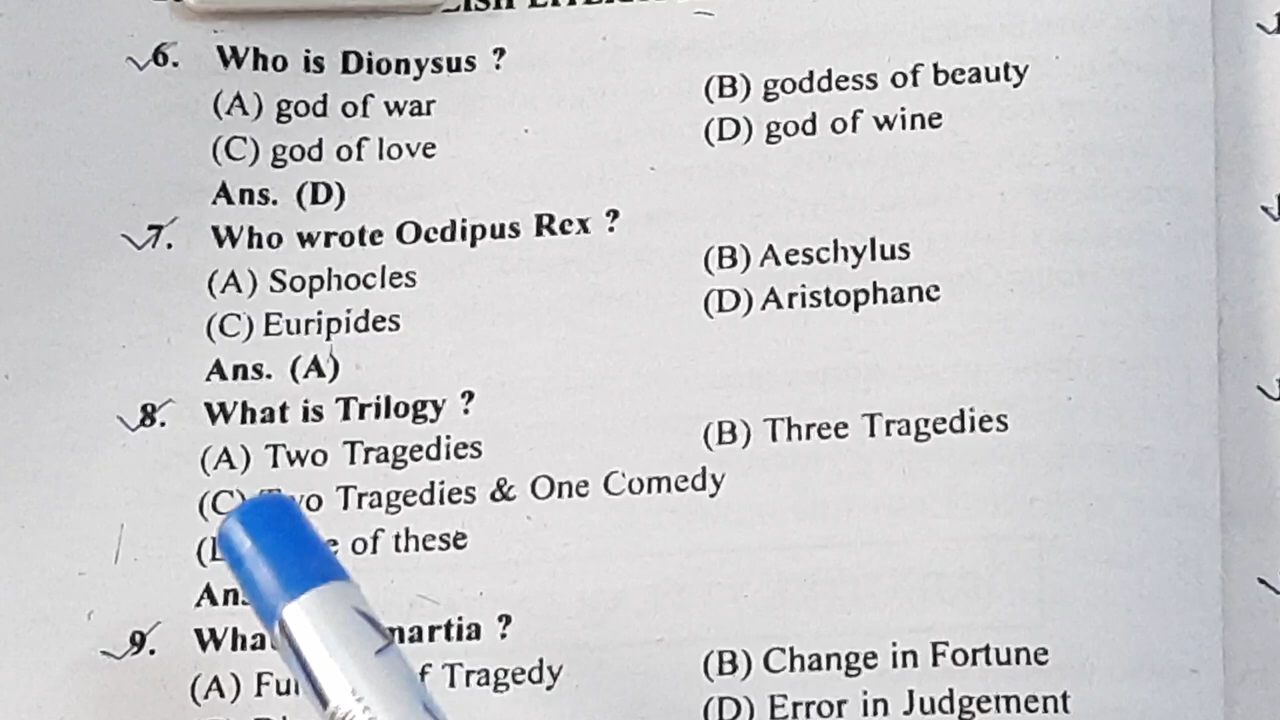 6. Who is Dionysus ?
(A) god of war (B) goddess of beauty
(C) god of love (D) god of wine
Ans. (D)
7. Who wrote Oedipus Rex ?
(A) Sophocles (B) Aeschylus
(C) Euripides (D) Aristophane
Ans. (A)
8. What is Trilogy ?
(A) Two Tragedies (B) Three Tragedies
(C) Two Tragedies & One Comedy
of these
9.
(A) Tragedy (B) Change in Fortune
(D) Error in Judgement